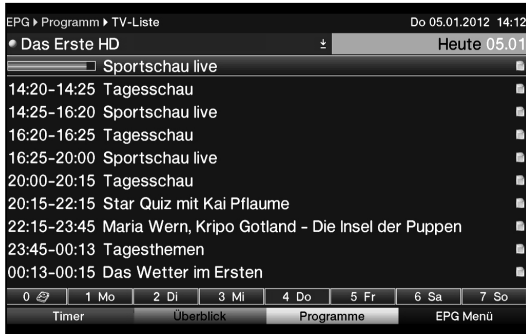 EPG ▸ Programm ▸ TV-Liste Do 05.01.2012 14:12
Das Erste HD Heute 05.01
Sportschau live
14:20-14:25 Tagesschau
14:25-16:20 Sportschau live
16:20-16:25 Tagesschau
16:25-20:00 Sportschau live
20:00-20:15 Tagesschau
20:15-22:15 Star Quiz mit Kai Pflaume
22:15-23:45 Maria Wern, Kripo Gotland - Die Insel der Puppen
23:45-00:13 Tagesthemen
00:13-00:15 Das Wetter im Ersten
0 1 Mo 2 Di 3 Mi 4 Do 5 Fr 6 Sa 7 So
Timer Überblick Programme EPG Menü